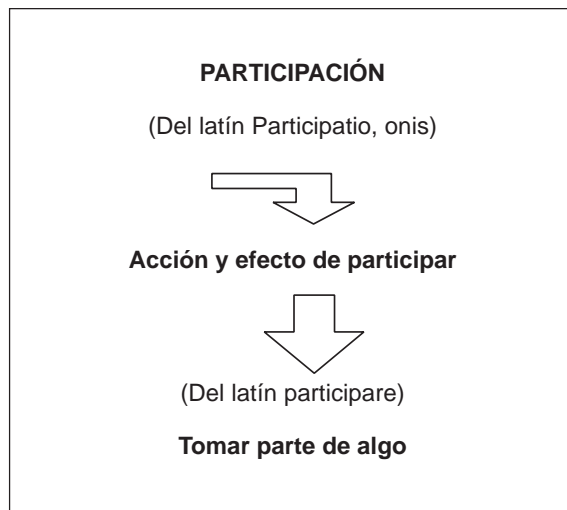 PARTICIPACIÓN
(Del latín Participatio, onis)
Acción y efecto de participar
(Del latín participare)
Tomar parte de algo